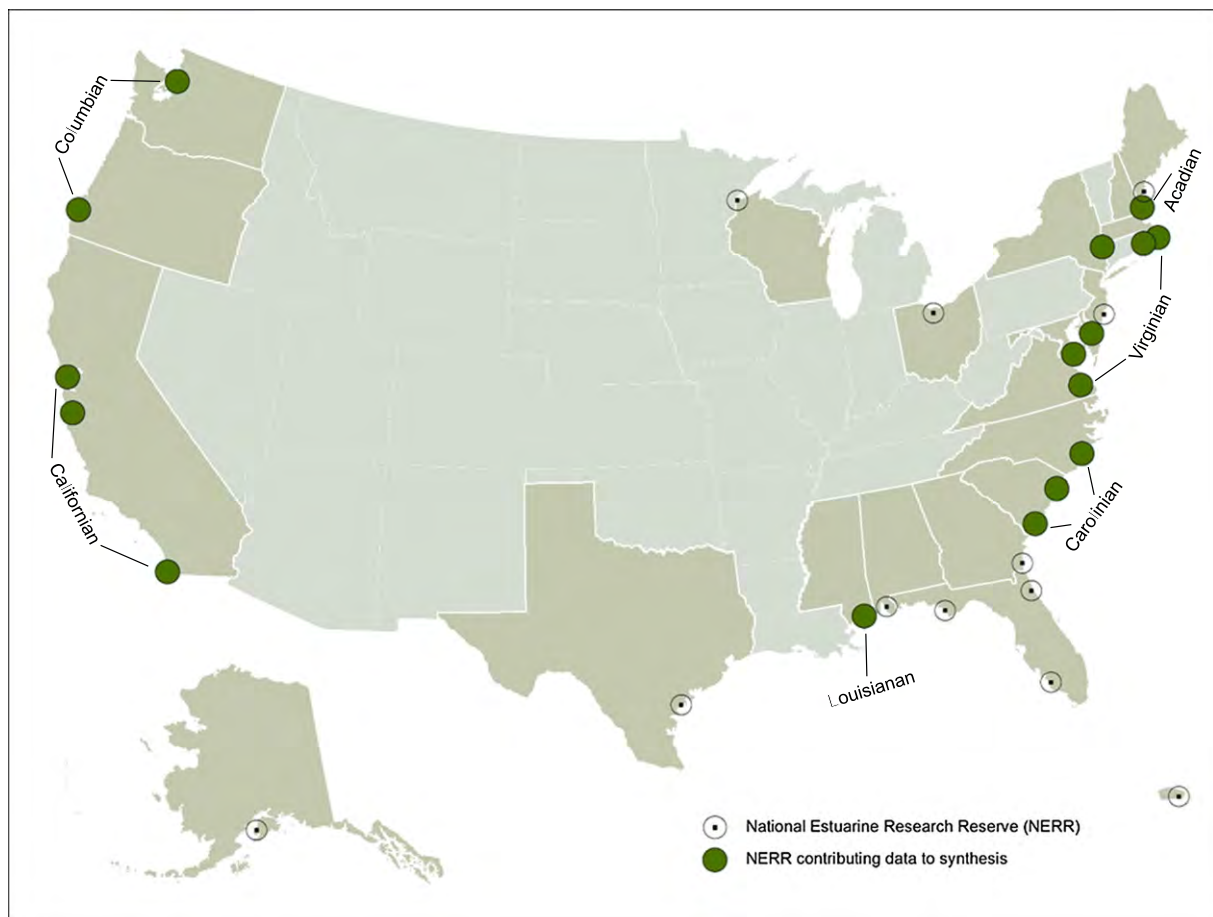 Columbian
Acadian
Virginian
Californian
Carolinian
Louisianan
National Estuarine Research Reserve (NERR)
NERR contributing data to synthesis